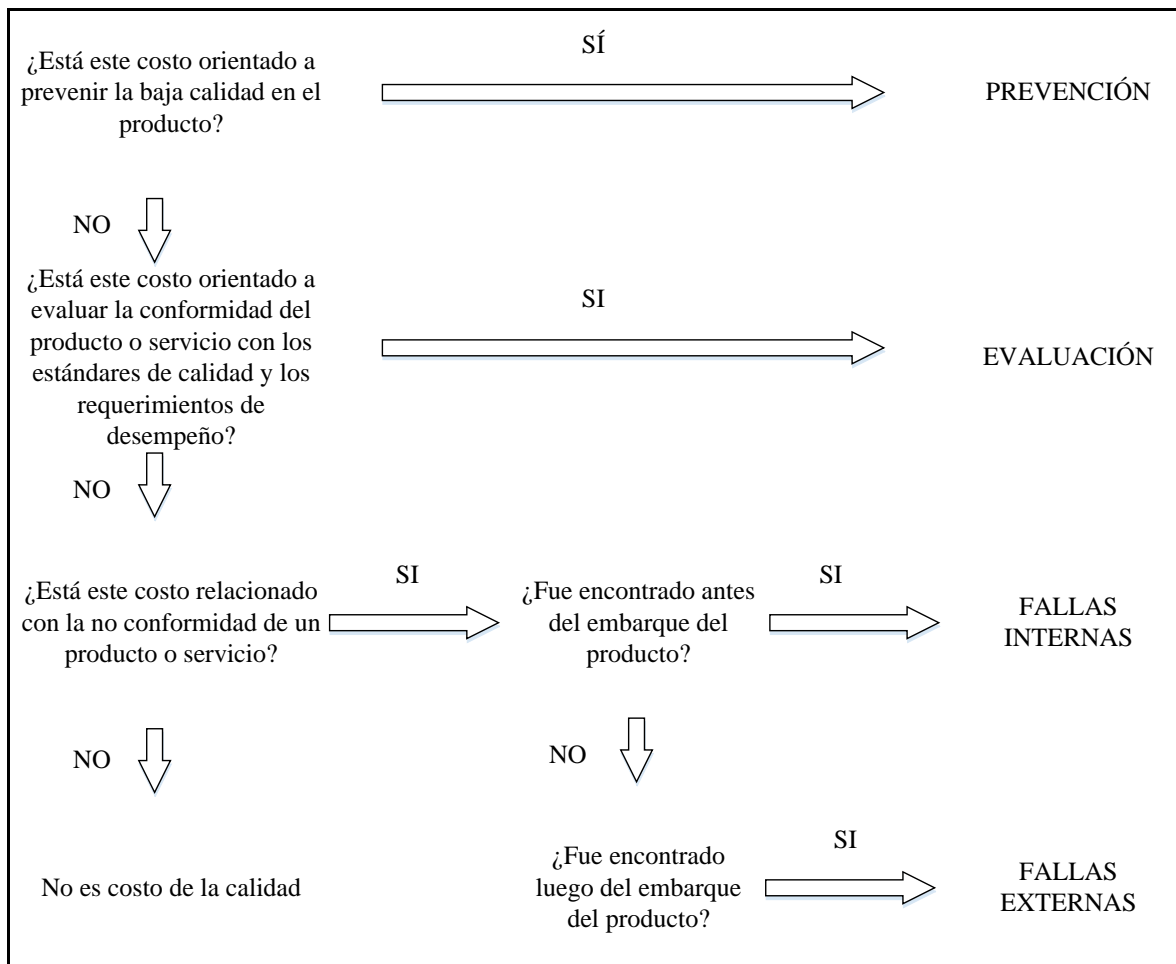 SÍ
¿Está este costo orientado a
prevenir la baja calidad en el
producto?
PREVENCIÓN
NO
¿Está este costo orientado a
evaluar la conformidad del
producto o servicio con los
estándares de calidad y los
requerimientos de
desempeño?
SI
EVALUACIÓN
NO
¿Está este costo relacionado
con la no conformidad de un
producto o servicio?
SI
¿Fue encontrado antes
del embarque del
producto?
SI
FALLAS
INTERNAS
NO
NO
No es costo de la calidad
¿Fue encontrado
luego del embarque
del producto?
SI
FALLAS
EXTERNAS